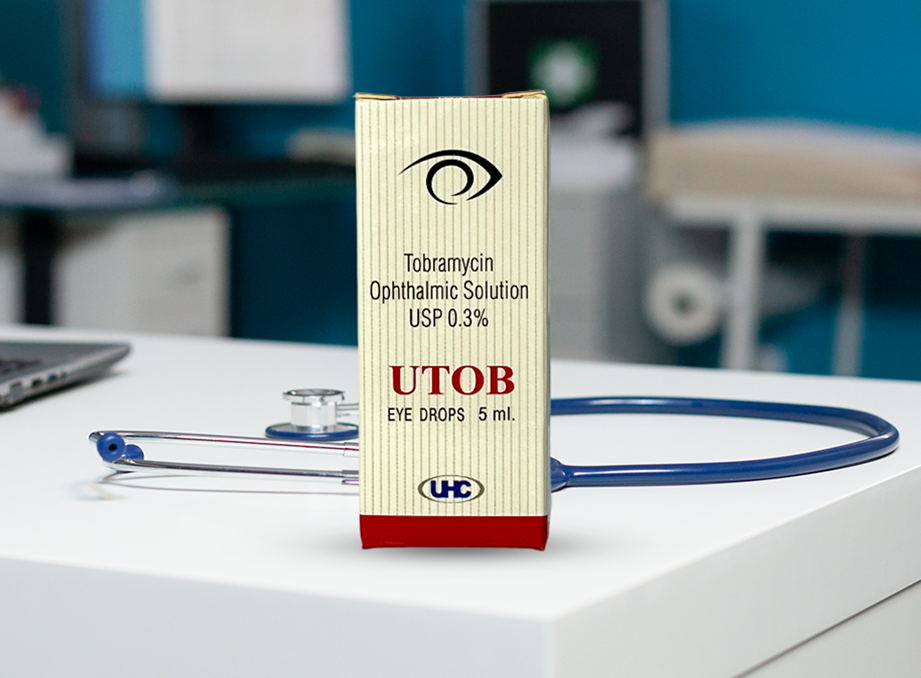 Tobramycin
Ophthalmic Solution
USP 0.3%
UTOB
EYE DROPS 5 ml.
UHC